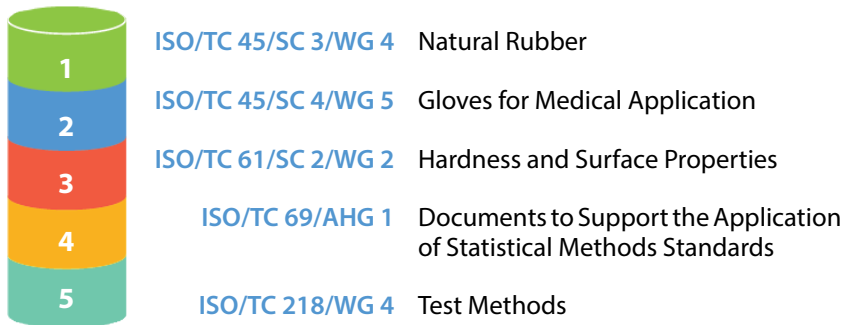 1 ISO/TC 45/SC 3/WG 4 Natural Rubber
2 ISO/TC 45/SC 4/WG 5 Gloves for Medical Application
3 ISO/TC 61/SC 2/WG 2 Hardness and Surface Properties
4 ISO/TC 69/AHG 1 Documents to Support the Application
of Statistical Methods Standards
5 ISO/TC 218/WG 4 Test Methods